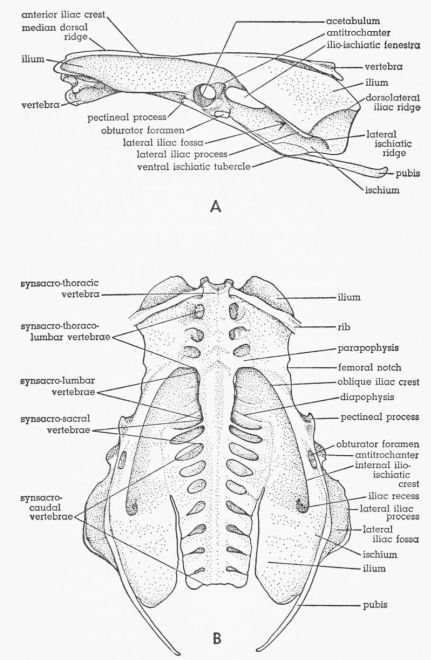 anterior iliac crest
median dorsal
ridge
ilium
vertebra
pectineal process
obturator foramen
lateral iliac fossa
lateral iliac process
ventral ischiatic tubercle
acetabulum
antitrochanter
ilio-ischiatic fenestra
vertebra
ilium
dorsolateral
iliac ridge
lateral
ischiatic
ridge
pubis
ischium
A
synsacro-thoracic
vertebra
synsacro-thoraco-
lumbar vertebrae
synsacro-lumbar
vertebrae
synsacro-sacral
vertebrae
synsacro-
caudal
vertebrae
ilium
rib
parapophysis
femoral notch
oblique iliac crest
diapophysis
pectineal process
obturator foramen
antitrochanter
internal ilio-
ischiatic
crest
iliac recess
lateral iliac
process
lateral
iliac fossa
ischium
ilium
pubis
B